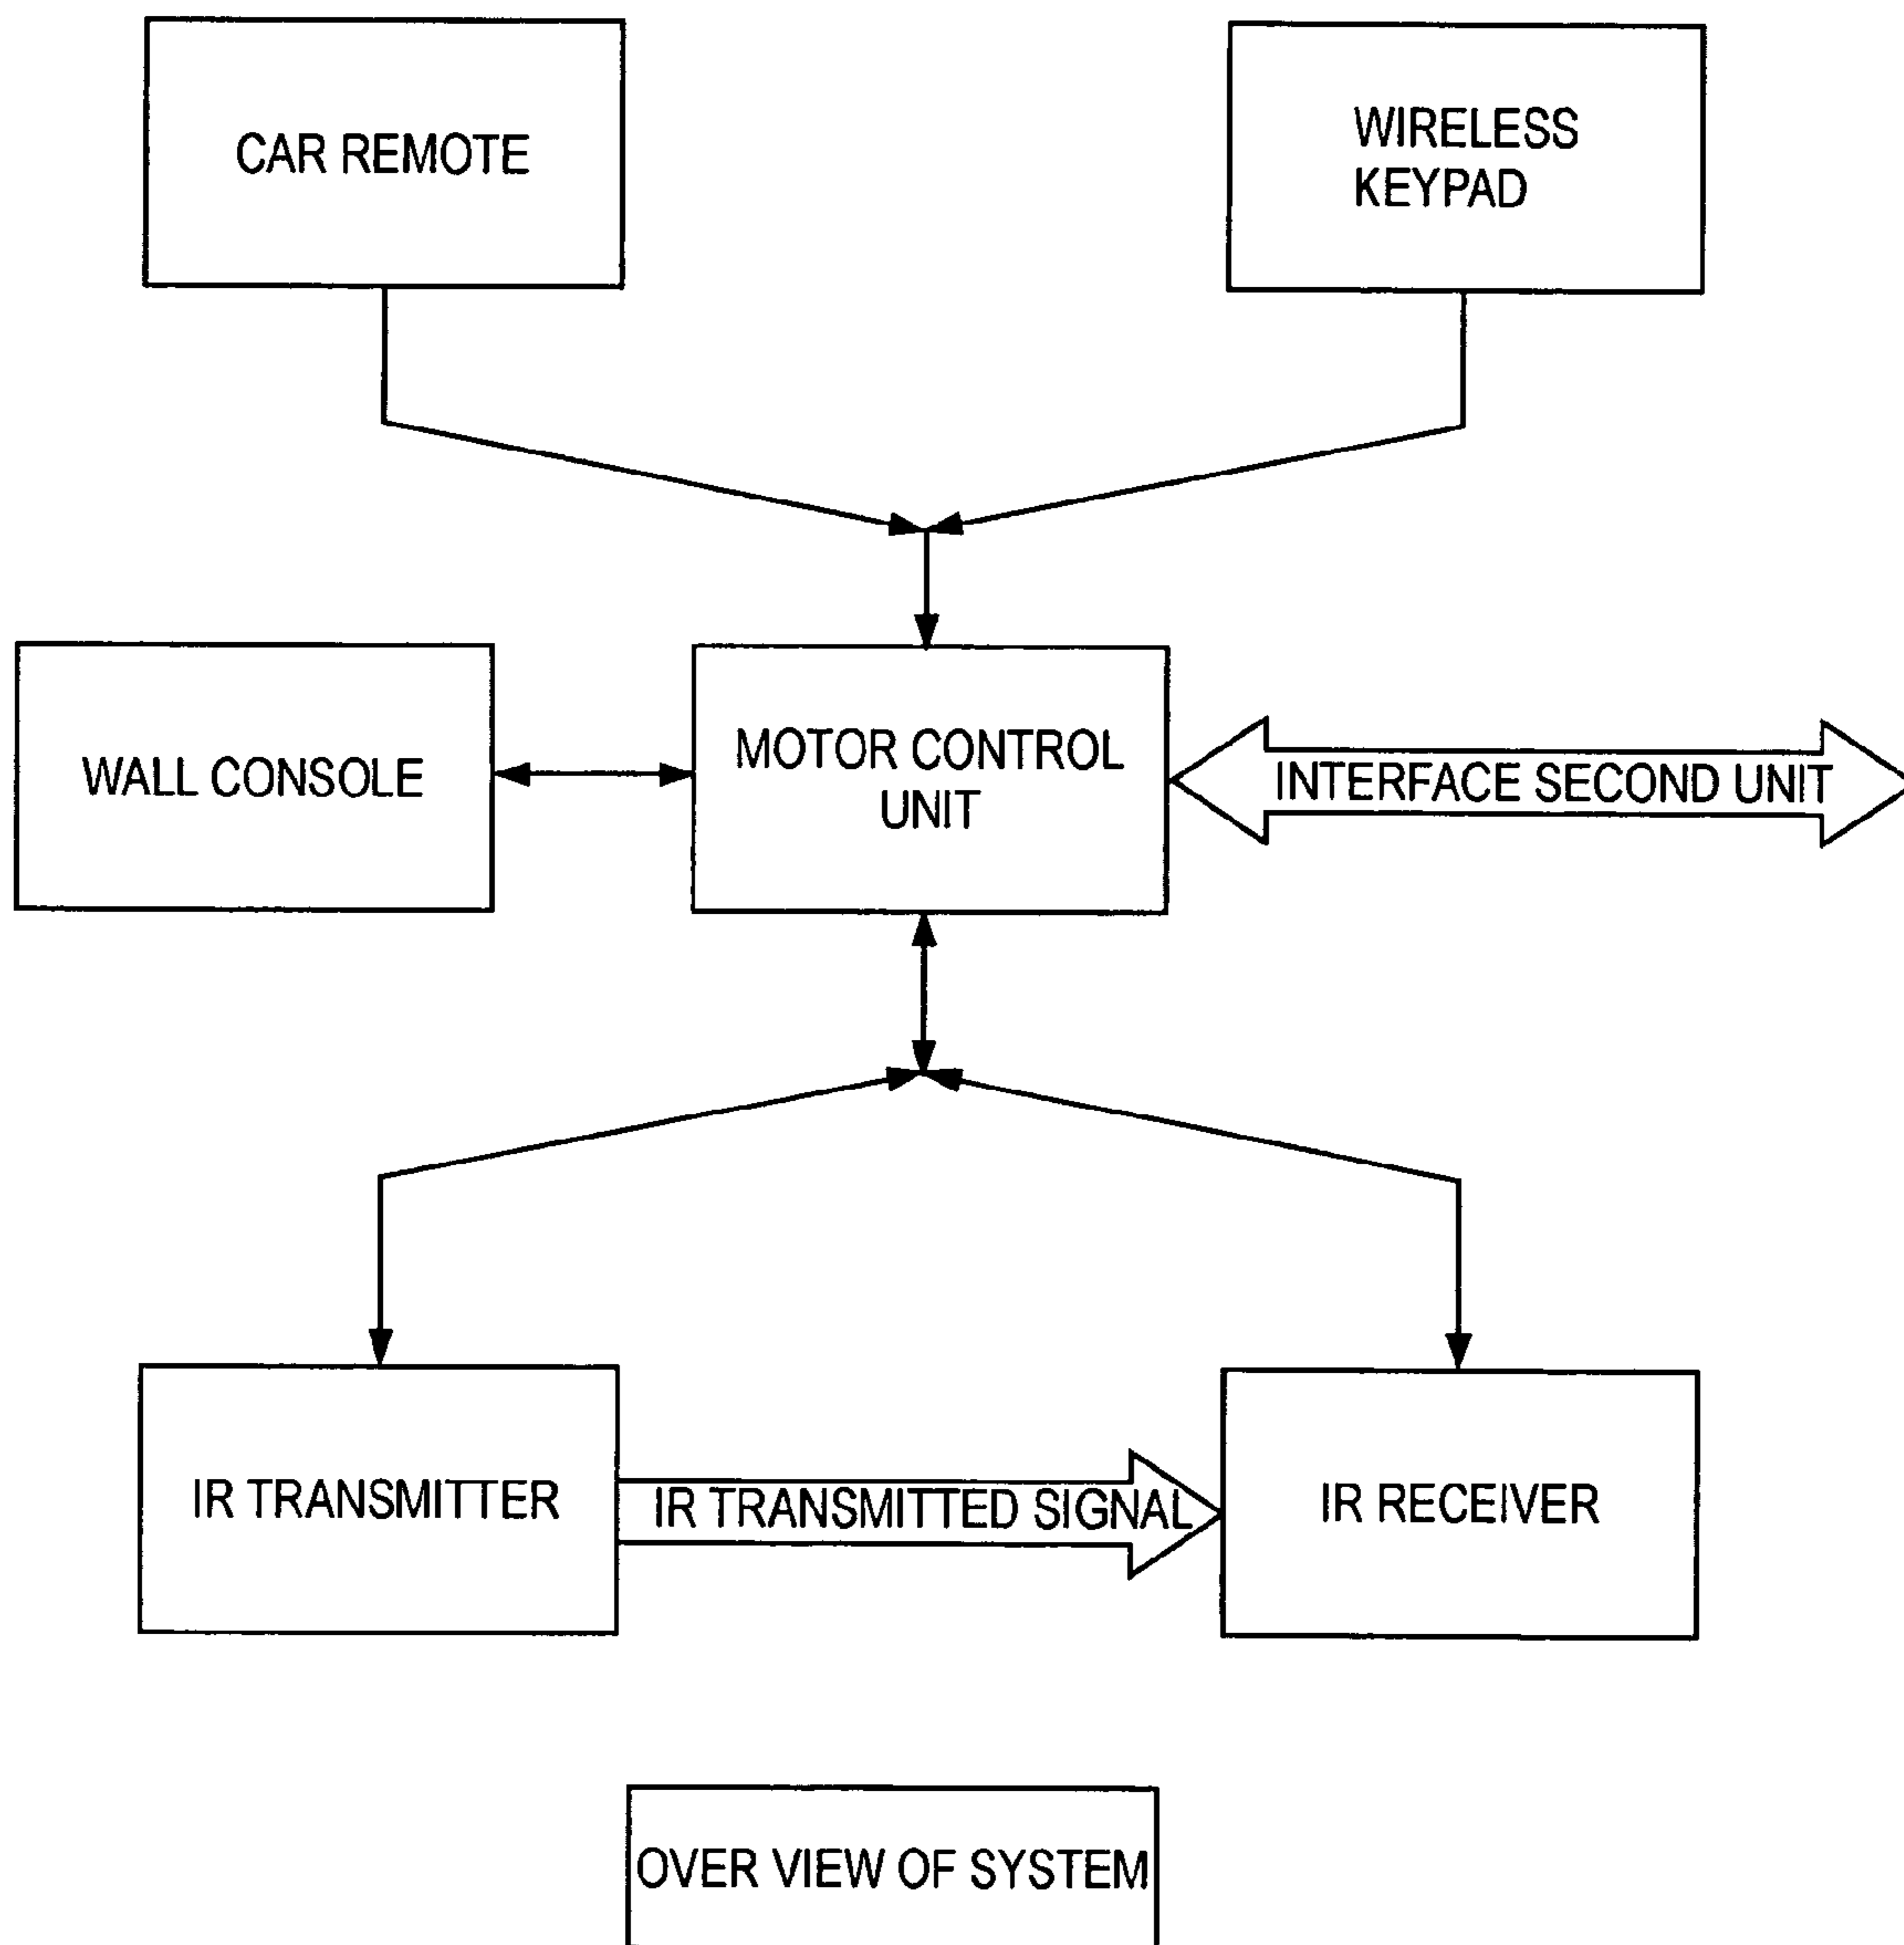 CAR REMOTE
WIRELESS
KEYPAD
WALL CONSOLE
MOTOR CONTROL
UNIT
INTERFACE SECOND UNIT
IR TRANSMITTER
IR TRANSMITTED SIGNAL
IR RECEIVER
OVER VIEW OF SYSTEM